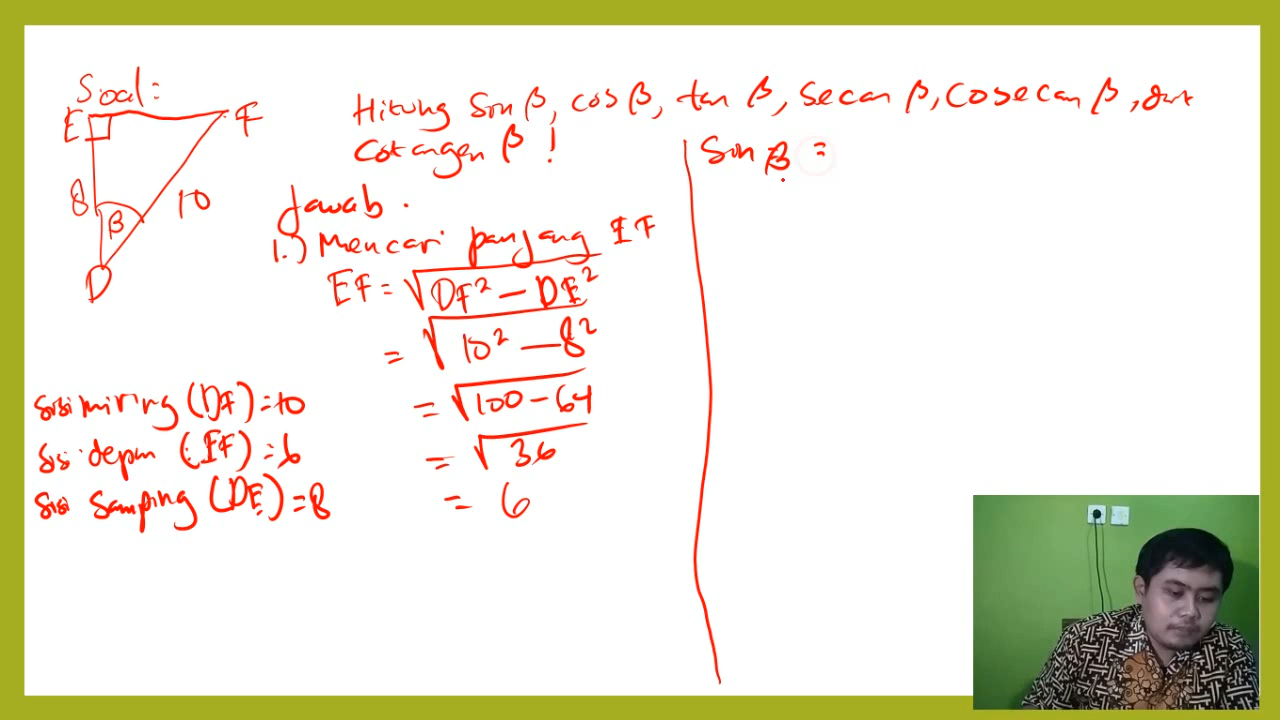 Soal:
E
F
8
10
β
D
Hitung Sin β, cos β, tan β, secan β, cosecan β, dan
cotangen β !
Jawab.
1.) Mencari panjang EF
EF = √DF² - DE²
= √10² - 8²
= √100 - 64
= √36
= 6
sisi miring (DF) = 10
sisi depan (EF) = 6
sisi samping (DE) = 8
Sin β =